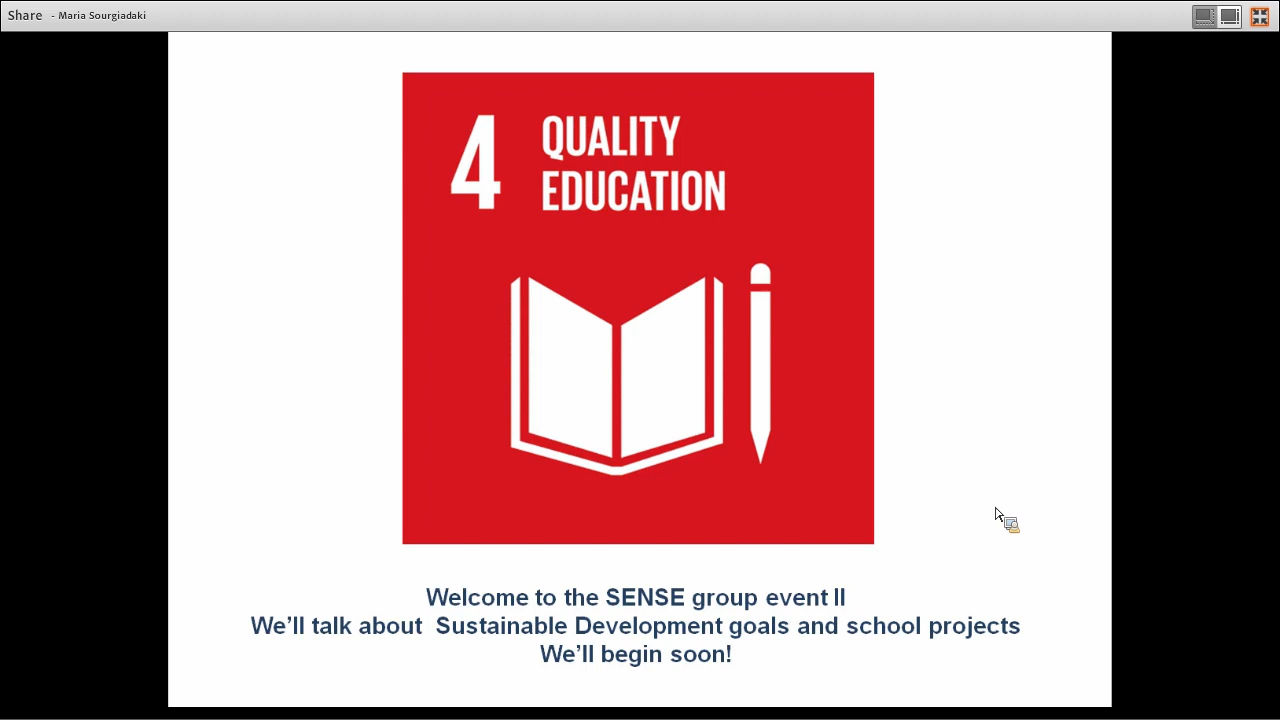 Share - Maria Sourgiadaki
4 QUALITY
EDUCATION
Welcome to the SENSE group event II
We’ll talk about  Sustainable Development goals and school projects
We’ll begin soon!